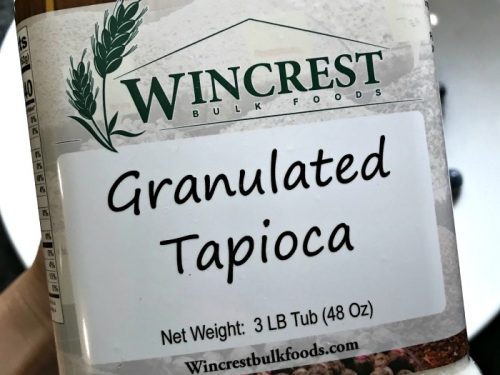 WINCREST
BULK FOODS
Granulated
Tapioca
Net Weight: 3 LB Tub (48 Oz)
Wincrestbulkfoods.com